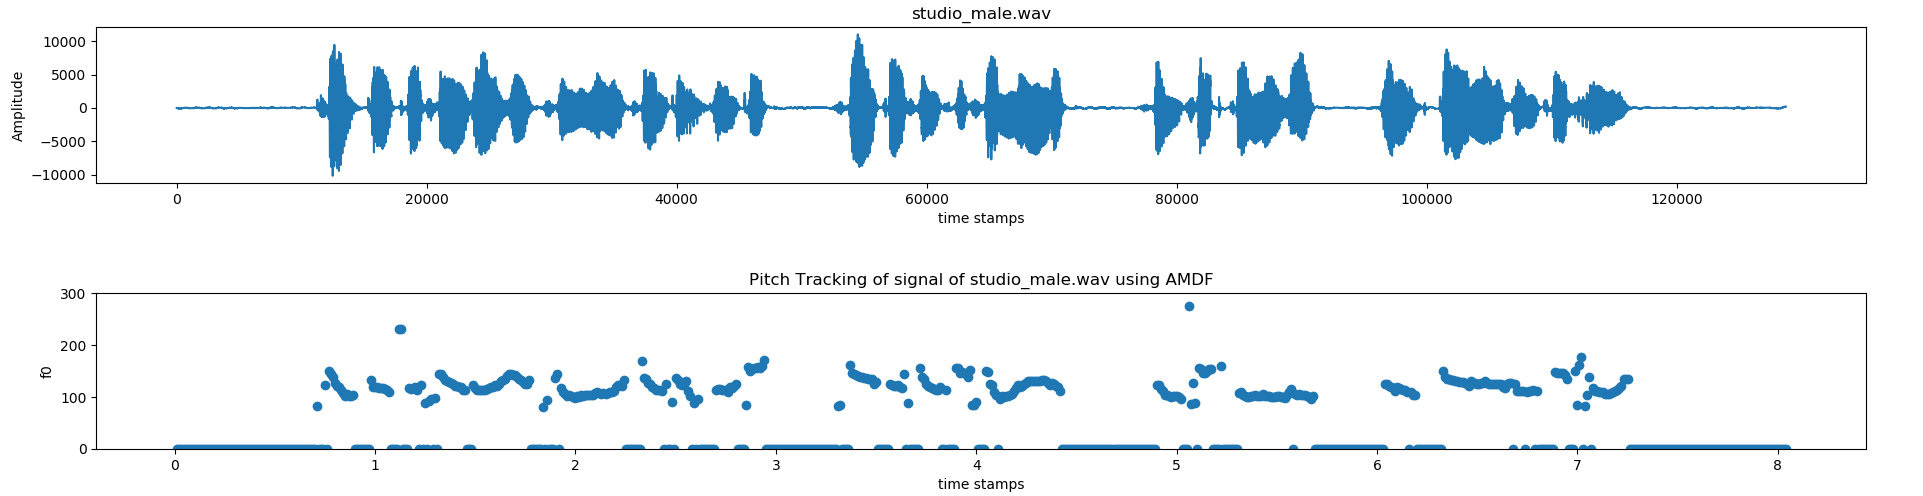 studio_male.wav
10000
5000
0
−5000
−10000
Amplitude
0 20000 40000 60000 80000 100000 120000
time stamps
Pitch Tracking of signal of studio_male.wav using AMDF
300
200
100
0
f0
0 1 2 3 4 5 6 7 8
time stamps